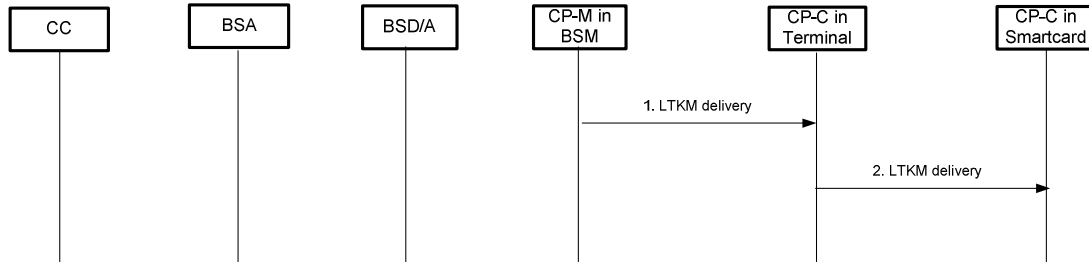 CC
BSA
BSD/A
CP-M in
BSM
CP-C in
Terminal
CP-C in
Smartcard
1. LTKM delivery
2. LTKM delivery